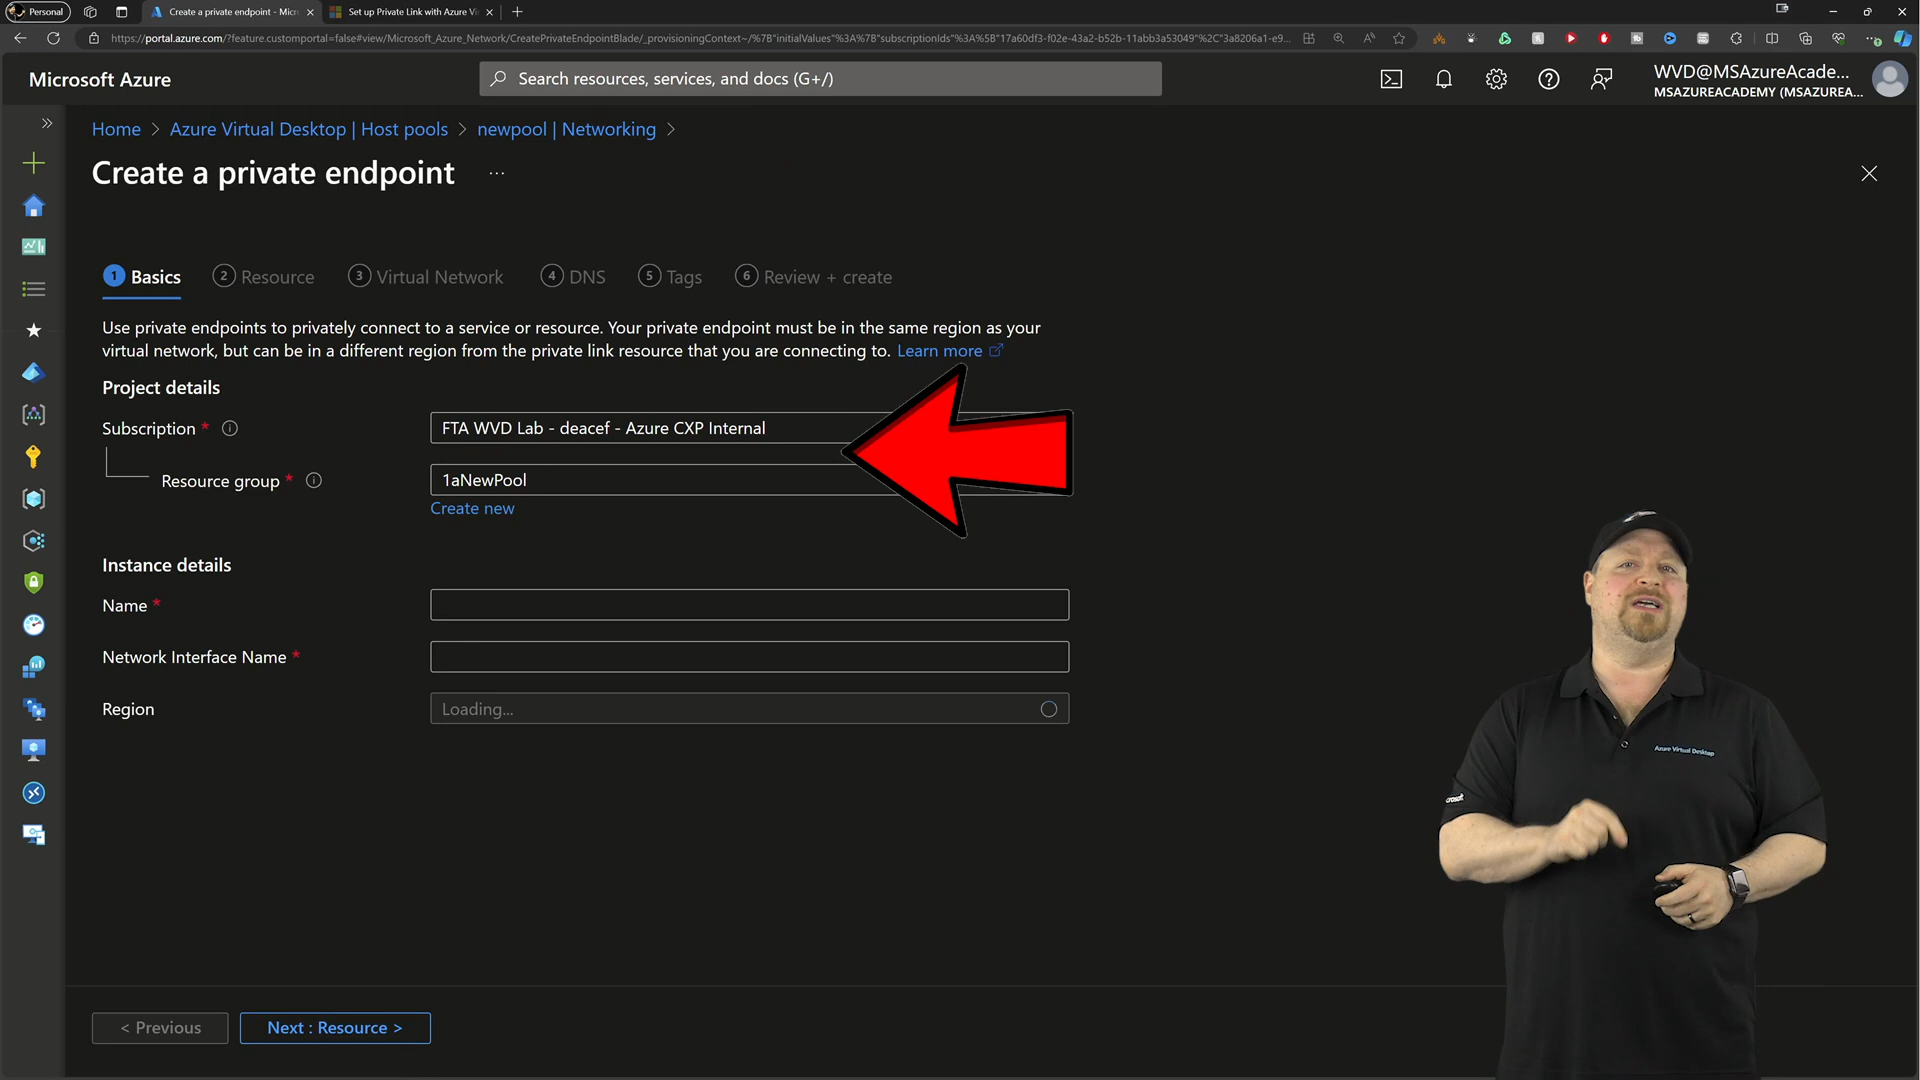 Personal
Create a private endpoint - Micr
Set up Private Link with Azure Vi
https://portal.azure.com/?feature.customportal=false#view/Microsoft_Azure_Network/CreatePrivateEndpointBlade/_provisioningContext~/%7B"initialValues"%3A%7B"subscriptionIds"%3A%5B"17a60df3-f02e-43a2-b52b-11abb3a53049"%2C"3a8206a1-e9...
Microsoft Azure
Search resources, services, and docs (G+/)
WVD@MSAzureAcade...
MSAZUREACADEMY (MSAZUREA...
Home > Azure Virtual Desktop | Host pools > newpool | Networking >
Create a private endpoint ...
1 Basics 2 Resource 3 Virtual Network 4 DNS 5 Tags 6 Review + create
Use private endpoints to privately connect to a service or resource. Your private endpoint must be in the same region as your
virtual network, but can be in a different region from the private link resource that you are connecting to. Learn more
Project details
Subscription *
FTA WVD Lab - deacef - Azure CXP Internal
Resource group *
1aNewPool
Create new
Instance details
Name *
Network Interface Name *
Region
Loading...
Azure Virtual Desktop
crosoft
< Previous
Next : Resource >